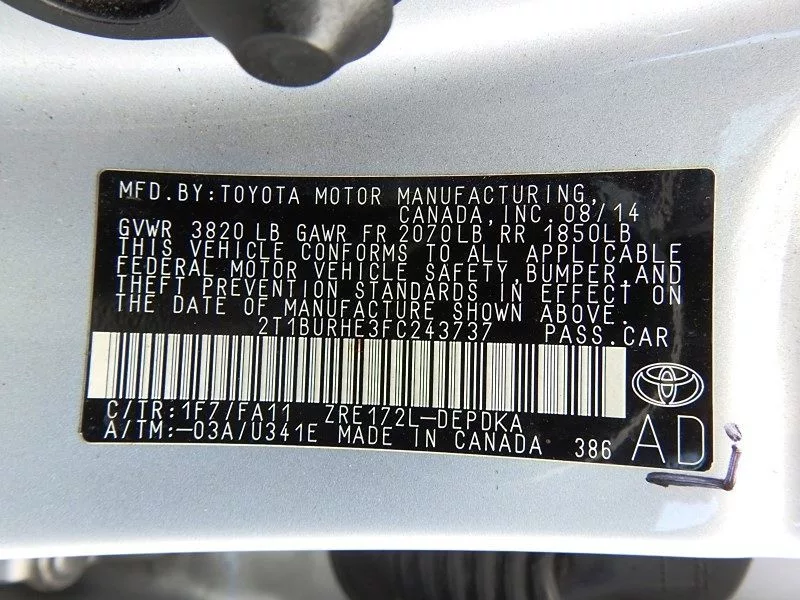 MFD. BY: TOYOTA MOTOR MANUFACTURING,
CANADA, INC. 08/14
GVWR 3820 LB GAWR FR 2070LB RR 1850LB
THIS VEHICLE CONFORMS TO ALL APPLICABLE
FEDERAL MOTOR VEHICLE SAFETY, BUMPER, AND
THEFT PREVENTION STANDARDS IN EFFECT ON
THE DATE OF MANUFACTURE SHOWN ABOVE.
2T1BURHE3FC243737 PASS. CAR
C/TR: 1F7/FA11 ZRE172L-DEPDKA
A/TM: -03A/U341E MADE IN CANADA 386 AD